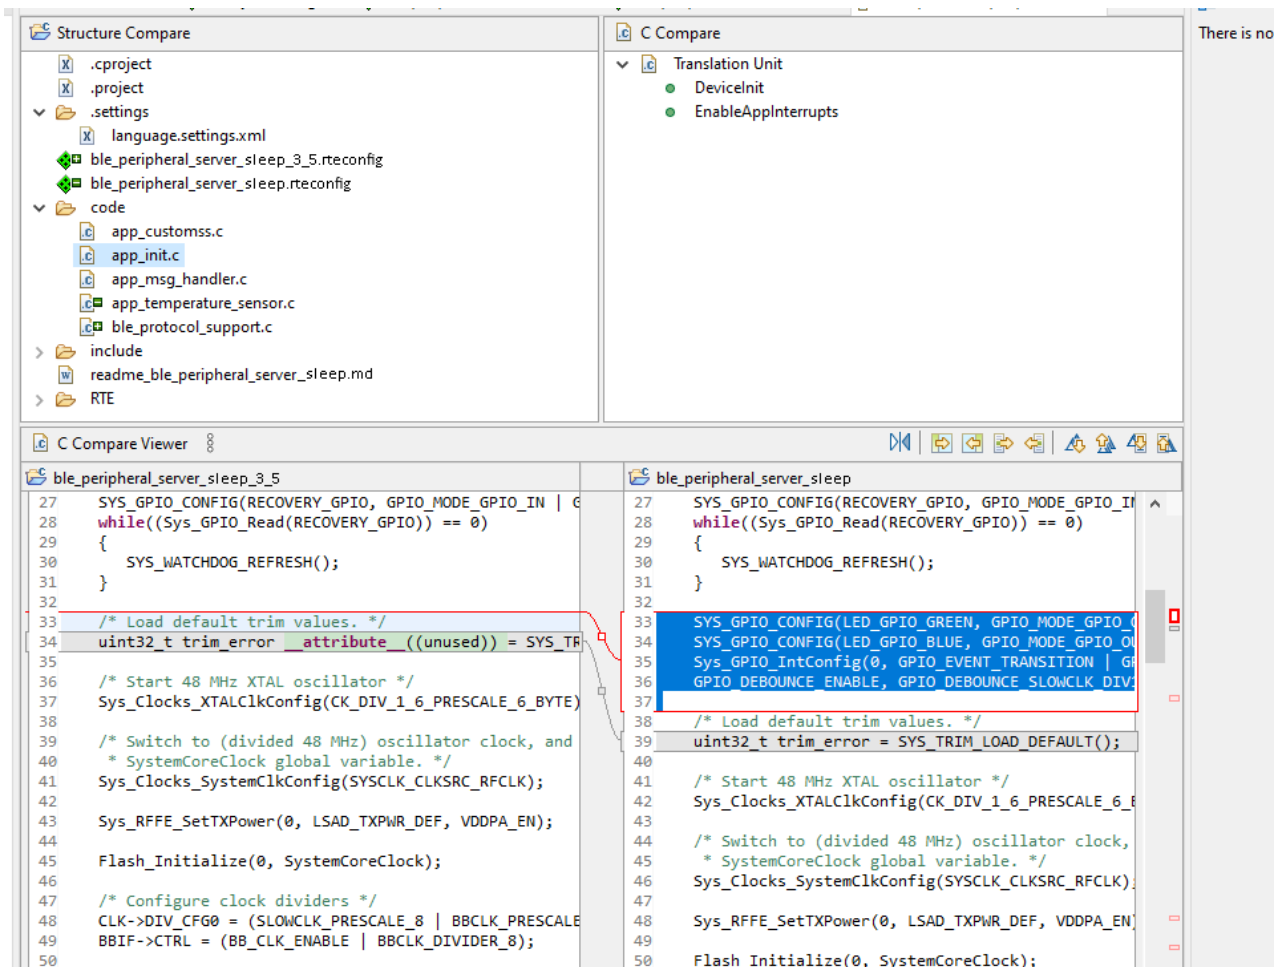 Structure Compare
C Compare
There is no
.cproject
.project
.settings
language.settings.xml
ble_peripheral_server_sleep_3_5.rteconfig
ble_peripheral_server_sleep.rteconfig
code
app_customss.c
app_init.c
app_msg_handler.c
app_temperature_sensor.c
ble_protocol_support.c
include
readme_ble_peripheral_server_sleep.md
RTE
Translation Unit
DeviceInit
EnableAppInterrupts
C Compare Viewer
ble_peripheral_server_sleep_3_5
27 SYS_GPIO_CONFIG(RECOVERY_GPIO, GPIO_MODE_GPIO_IN |
28 while((Sys_GPIO_Read(RECOVERY_GPIO)) == 0)
29 {
30 SYS_WATCHDOG_REFRESH();
31 }
32
33 /* Load default trim values. */
34 uint32_t trim_error __attribute__((unused)) = SYS_TR
35
36 /* Start 48 MHz XTAL oscillator */
37 Sys_Clocks_XTALClkConfig(CK_DIV_1_6_PRESCALE_6_BYTE)
38
39 /* Switch to (divided 48 MHz) oscillator clock, and
40 * SystemCoreClock global variable. */
41 Sys_Clocks_SystemClkConfig(SYSCLK_CLKSRC_RFCLK);
42
43 Sys_RFFE_SetTXPower(0, LSAD_TXPWR_DEF, VDDPA_EN);
44
45 Flash_Initialize(0, SystemCoreClock);
46
47 /* Configure clock dividers */
48 CLK->DIV_CFG0 = (SLOWCLK_PRESCALE_8 | BBCLK_PRESCALE
49 BBIF->CTRL = (BB_CLK_ENABLE | BBCLK_DIVIDER_8);
50
ble_peripheral_server_sleep
27 SYS_GPIO_CONFIG(RECOVERY_GPIO, GPIO_MODE_GPIO_IN
28 while((Sys_GPIO_Read(RECOVERY_GPIO)) == 0)
29 {
30 SYS_WATCHDOG_REFRESH();
31 }
32
33 SYS_GPIO_CONFIG(LED_GPIO_GREEN, GPIO_MODE_GPIO_
34 SYS_GPIO_CONFIG(LED_GPIO_BLUE, GPIO_MODE_GPIO_OU
35 Sys_GPIO_IntConfig(0, GPIO_EVENT_TRANSITION | GP
36 GPIO_DEBOUNCE_ENABLE, GPIO_DEBOUNCE_SLOWCLK_DIV
37
38 /* Load default trim values. */
39 uint32_t trim_error = SYS_TRIM_LOAD_DEFAULT();
40
41 /* Start 48 MHz XTAL oscillator */
42 Sys_Clocks_XTALClkConfig(CK_DIV_1_6_PRESCALE_6_B
43
44 /* Switch to (divided 48 MHz) oscillator clock,
45 * SystemCoreClock global variable. */
46 Sys_Clocks_SystemClkConfig(SYSCLK_CLKSRC_RFCLK);
47
48 Sys_RFFE_SetTXPower(0, LSAD_TXPWR_DEF, VDDPA_EN)
49
50 Flash_Initialize(0, SystemCoreClock);